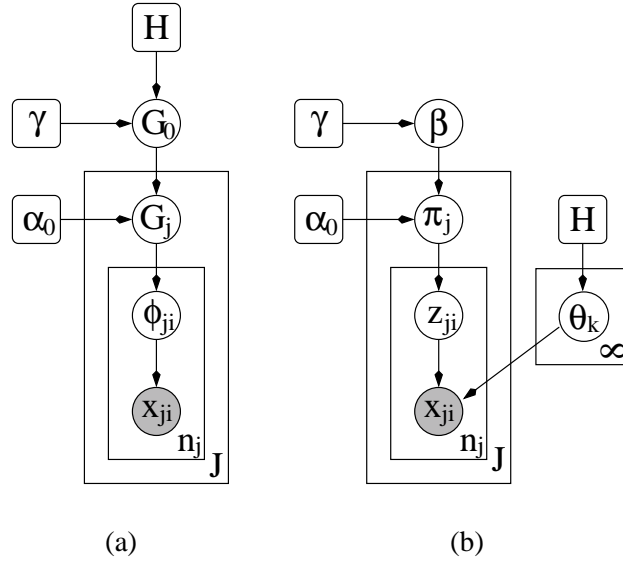 H
γ G₀ γ β
α₀ Gⱼ α₀ πⱼ H
ϕⱼᵢ zⱼᵢ θₖ
∞
xⱼᵢ xⱼᵢ
nⱼ J nⱼ J
(a) (b)